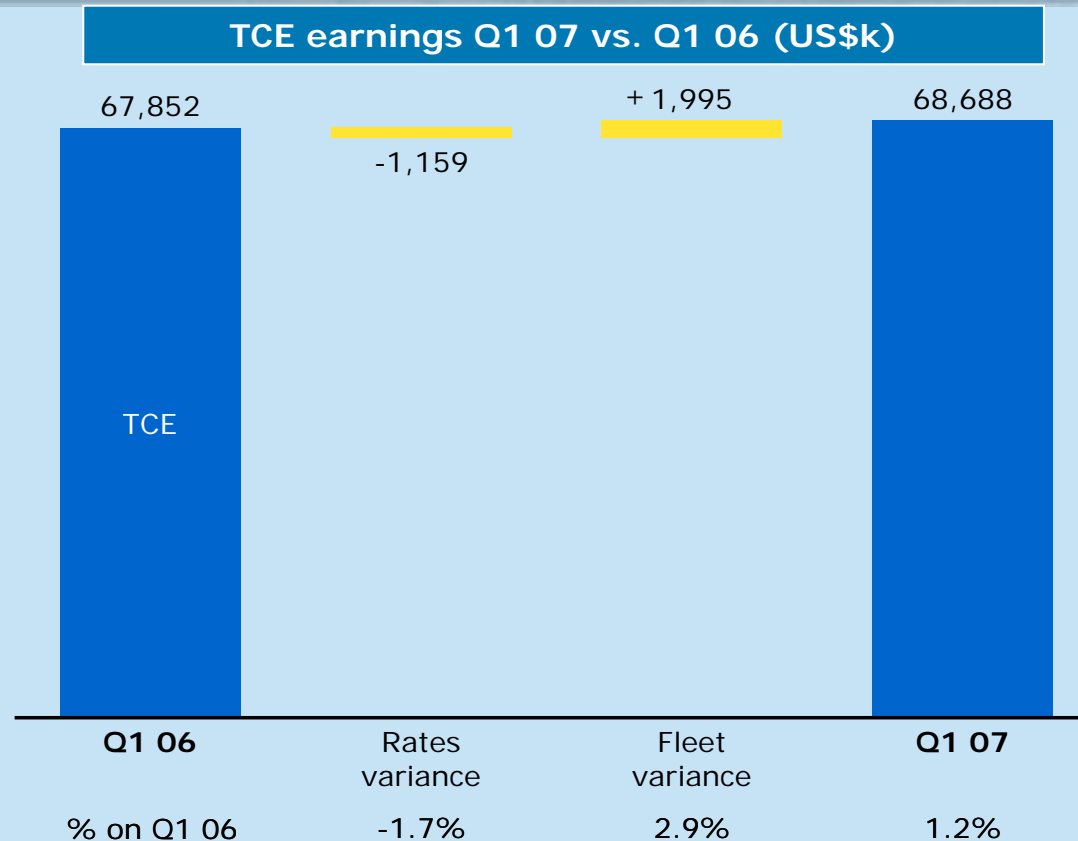 TCE earnings Q1 07 vs. Q1 06 (US$k)
67,852
-1,159
+ 1,995
68,688
TCE
Q1 06
Rates
variance
Fleet
variance
Q1 07
% on Q1 06
-1.7%
2.9%
1.2%